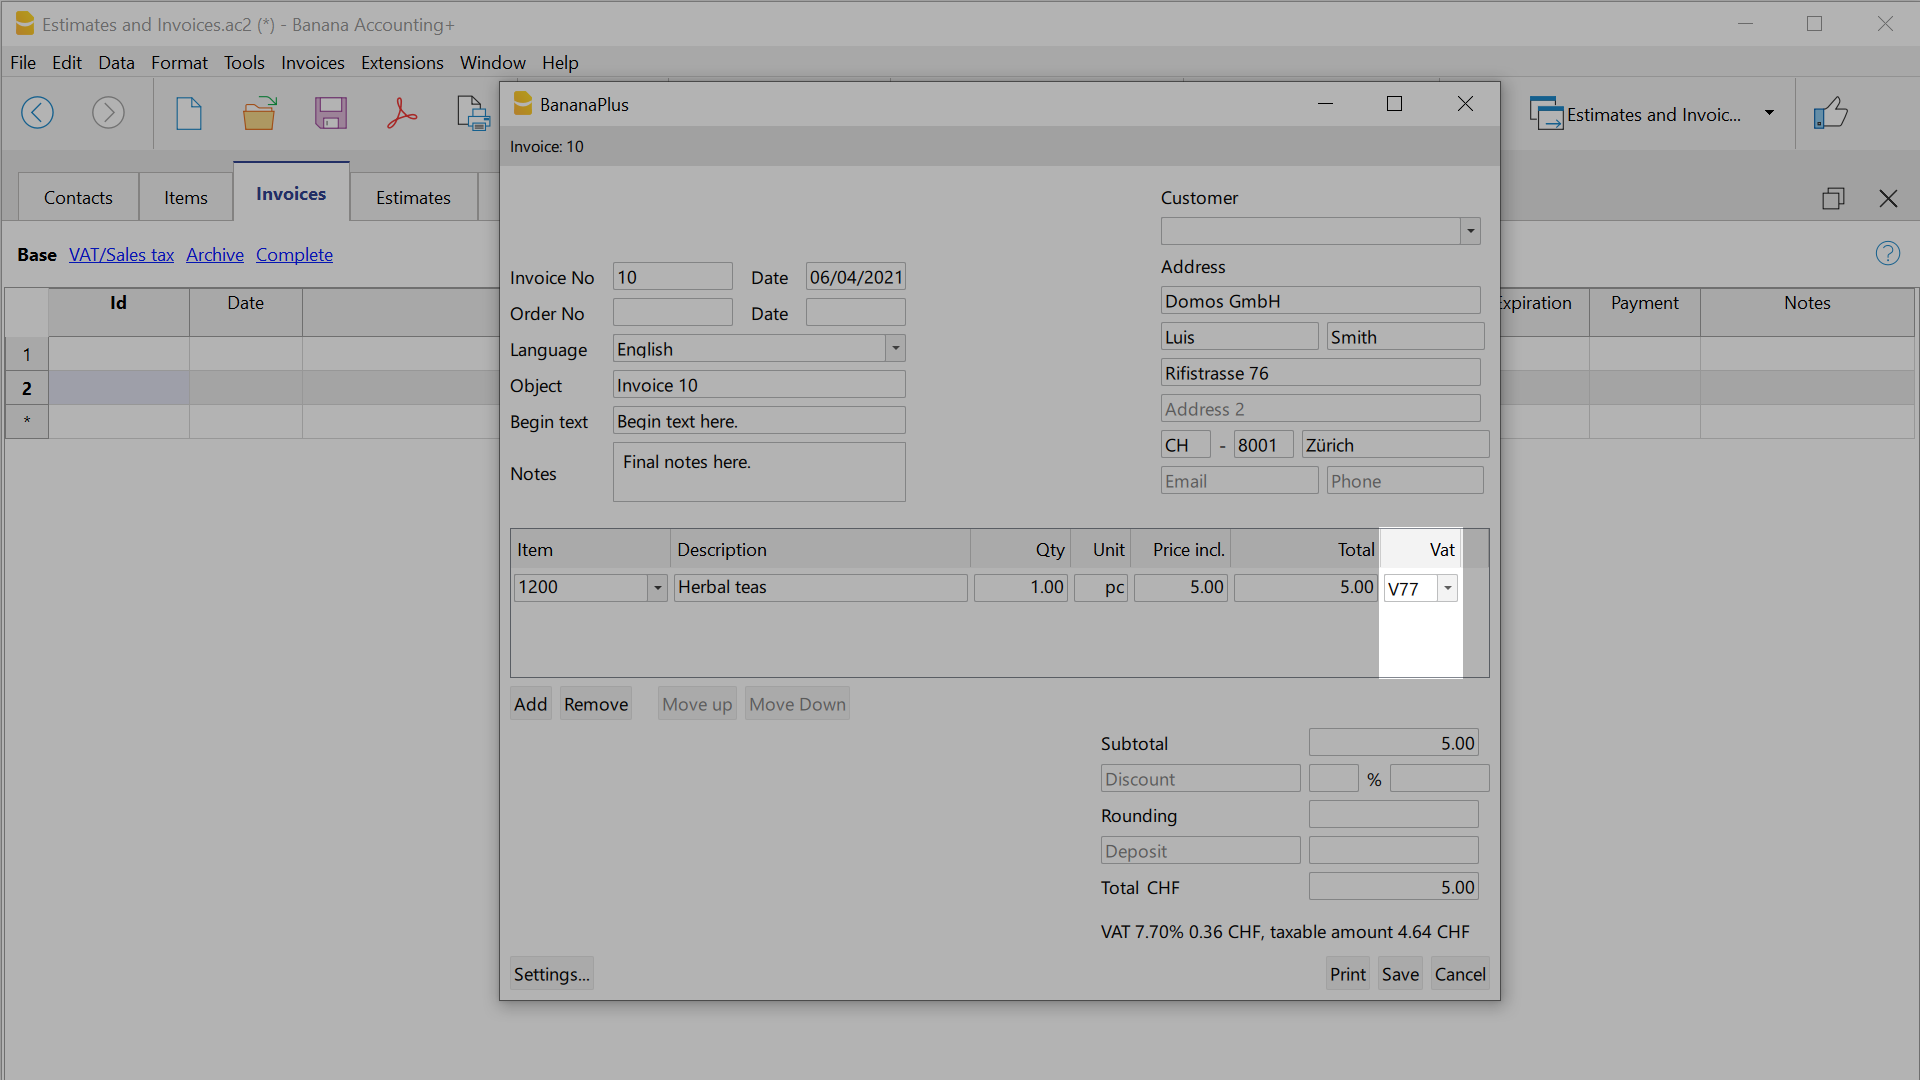 Estimates and Invoices.ac2 (*) - Banana Accounting+
File Edit Data Format Tools Invoices Extensions Window Help
Estimates and Invoic...
BananaPlus
Invoice: 10
Contacts Items Invoices Estimates
Base VAT/Sales tax Archive Complete
Id Date Expiration Payment Notes
1
2
*
Customer
Address
Invoice No 10 Date 06/04/2021
Domos GmbH
Order No Date
Luis Smith
Language English
Rifistrasse 76
Object Invoice 10
Address 2
Begin text Begin text here.
CH - 8001 Zürich
Notes Final notes here.
Email Phone
Item Description Qty Unit Price incl. Total Vat
1200 Herbal teas 1.00 pc 5.00 5.00 V77
Add Remove Move up Move Down
Subtotal 5.00
Discount %
Rounding
Deposit
Total CHF 5.00
VAT 7.70% 0.36 CHF, taxable amount 4.64 CHF
Settings... Print Save Cancel